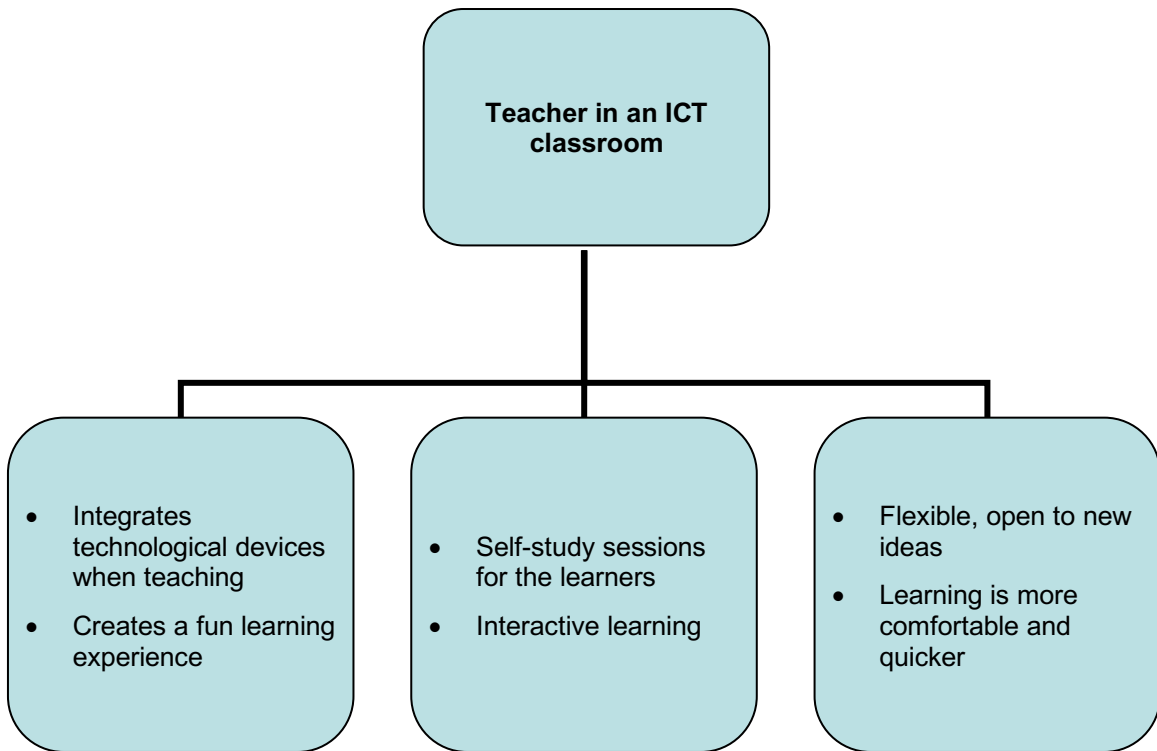 Teacher in an ICT
classroom
• Integrates
technological devices
when teaching
• Creates a fun learning
experience
• Self-study sessions
for the learners
• Interactive learning
• Flexible, open to new
ideas
• Learning is more
comfortable and
quicker